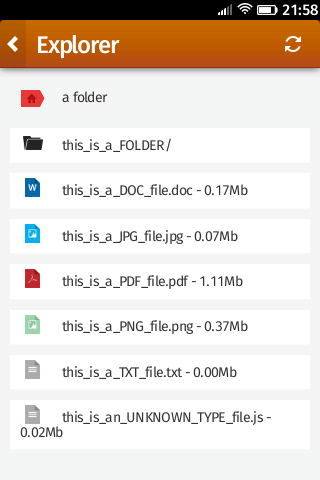 21:58
Explorer
a folder
this_is_a_FOLDER/
this_is_a_DOC_file.doc - 0.17Mb
this_is_a_JPG_file.jpg - 0.07Mb
this_is_a_PDF_file.pdf - 1.11Mb
this_is_a_PNG_file.png - 0.37Mb
this_is_a_TXT_file.txt - 0.00Mb
this_is_an_UNKNOWN_TYPE_file.js -
0.02Mb